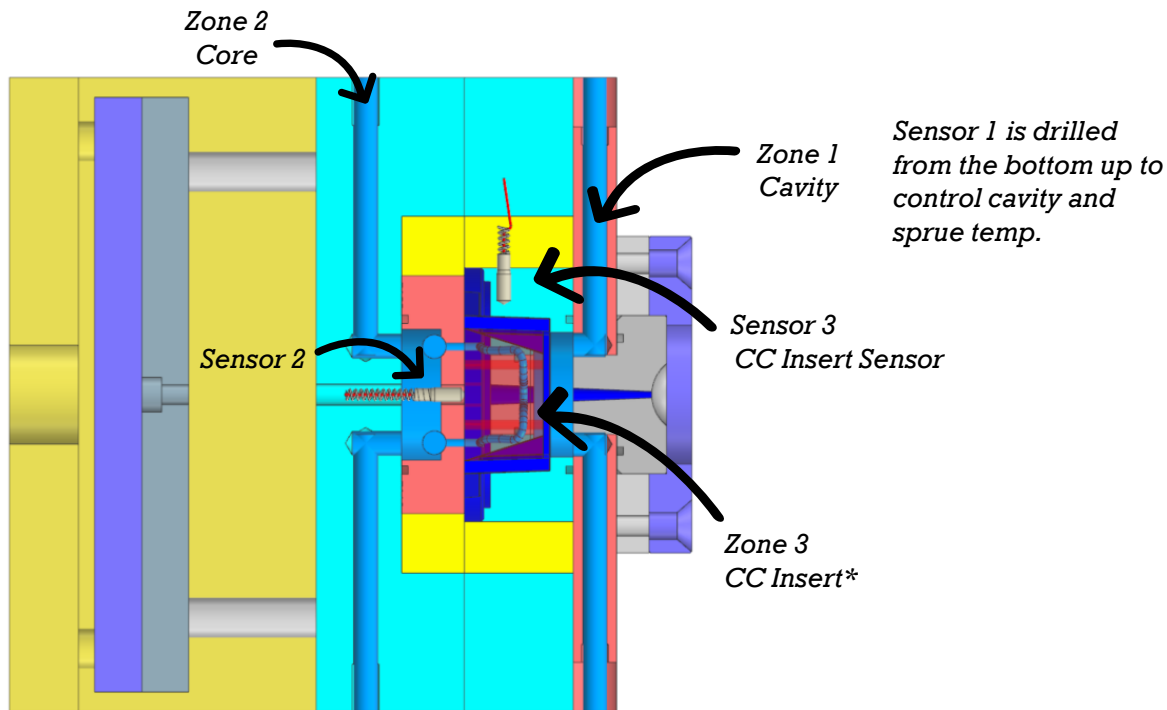 Zone 2
Core
Zone 1
Cavity
Sensor 1 is drilled
from the bottom up to
control cavity and
sprue temp.
Sensor 2
Sensor 3
CC Insert Sensor
Zone 3
CC Insert*